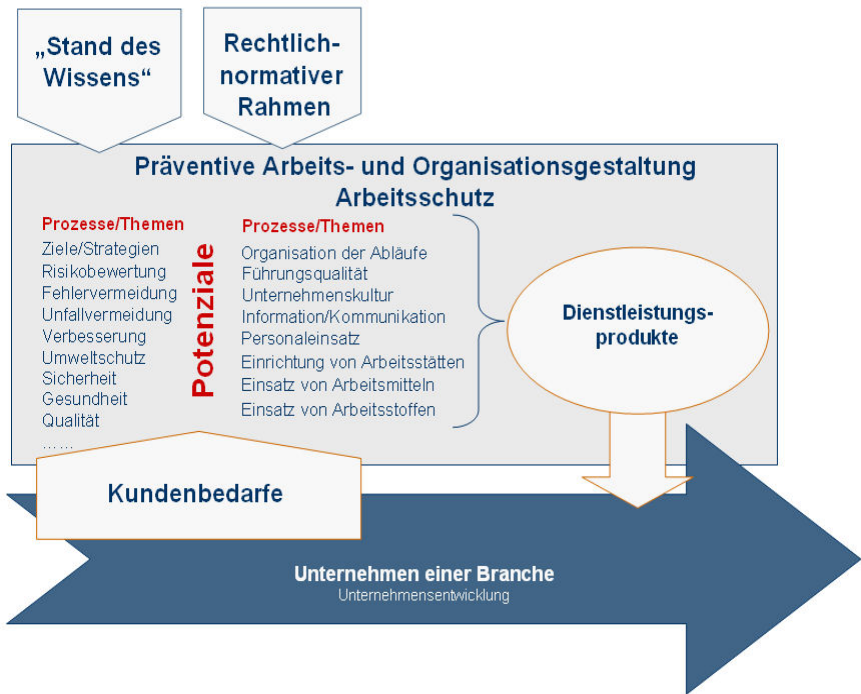 „Stand des
Wissens“
Rechtlich-
normativer
Rahmen
Präventive Arbeits- und Organisationsgestaltung
Arbeitsschutz
Prozesse/Themen
Ziele/Strategien
Risikobewertung
Fehlervermeidung
Unfallvermeidung
Verbesserung
Umweltschutz
Sicherheit
Gesundheit
Qualität
... ...
Potenziale
Prozesse/Themen
Organisation der Abläufe
Führungsqualität
Unternehmenskultur
Information/Kommunikation
Personaleinsatz
Einrichtung von Arbeitsstätten
Einsatz von Arbeitsmitteln
Einsatz von Arbeitsstoffen
Dienstleistungs-
produkte
Kundenbedarfe
Unternehmen einer Branche
Unternehmensentwicklung